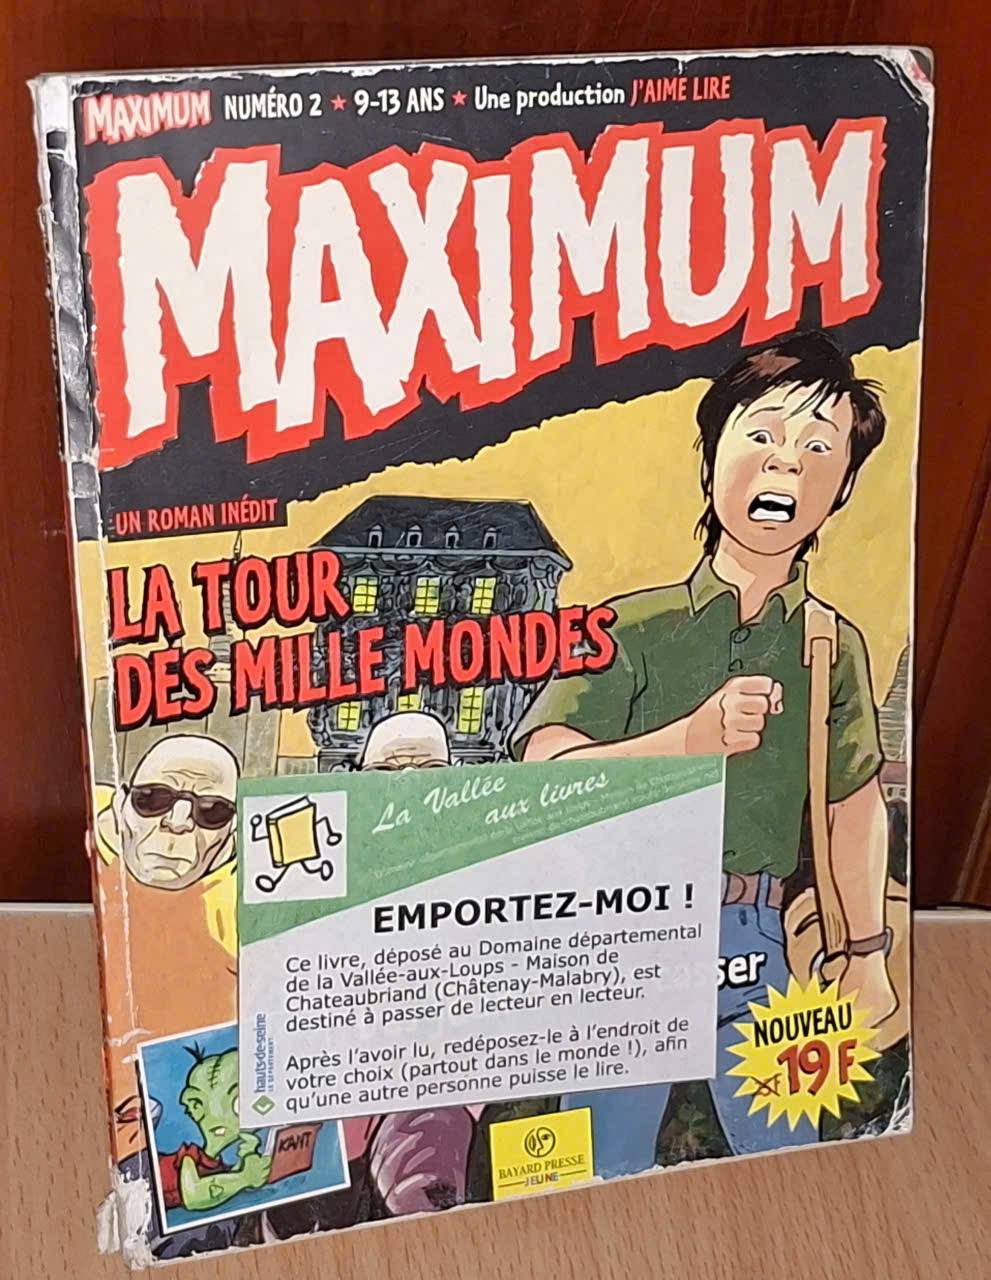 MAXIMUM NUMÉRO 2 ★ 9-13 ANS ★ Une production J'AIME LIRE
MAXIMUM
UN ROMAN INÉDIT
LA TOUR
DES MILLE MONDES
La Vallée
aux livres
EMPORTEZ-MOI !
Ce livre, déposé au Domaine départemental
de la Vallée-aux-Loups - Maison de
Chateaubriand (Châtenay-Malabry), est
destiné à passer de lecteur en lecteur.
Après l'avoir lu, redéposez-le à l'endroit de
votre choix (partout dans le monde !), afin
qu'une autre personne puisse le lire.
hauts-de-seine
LE DÉPARTEMENT
sser
NOUVEAU
19 F
KANT
BAYARD PRESSE
JEUNE